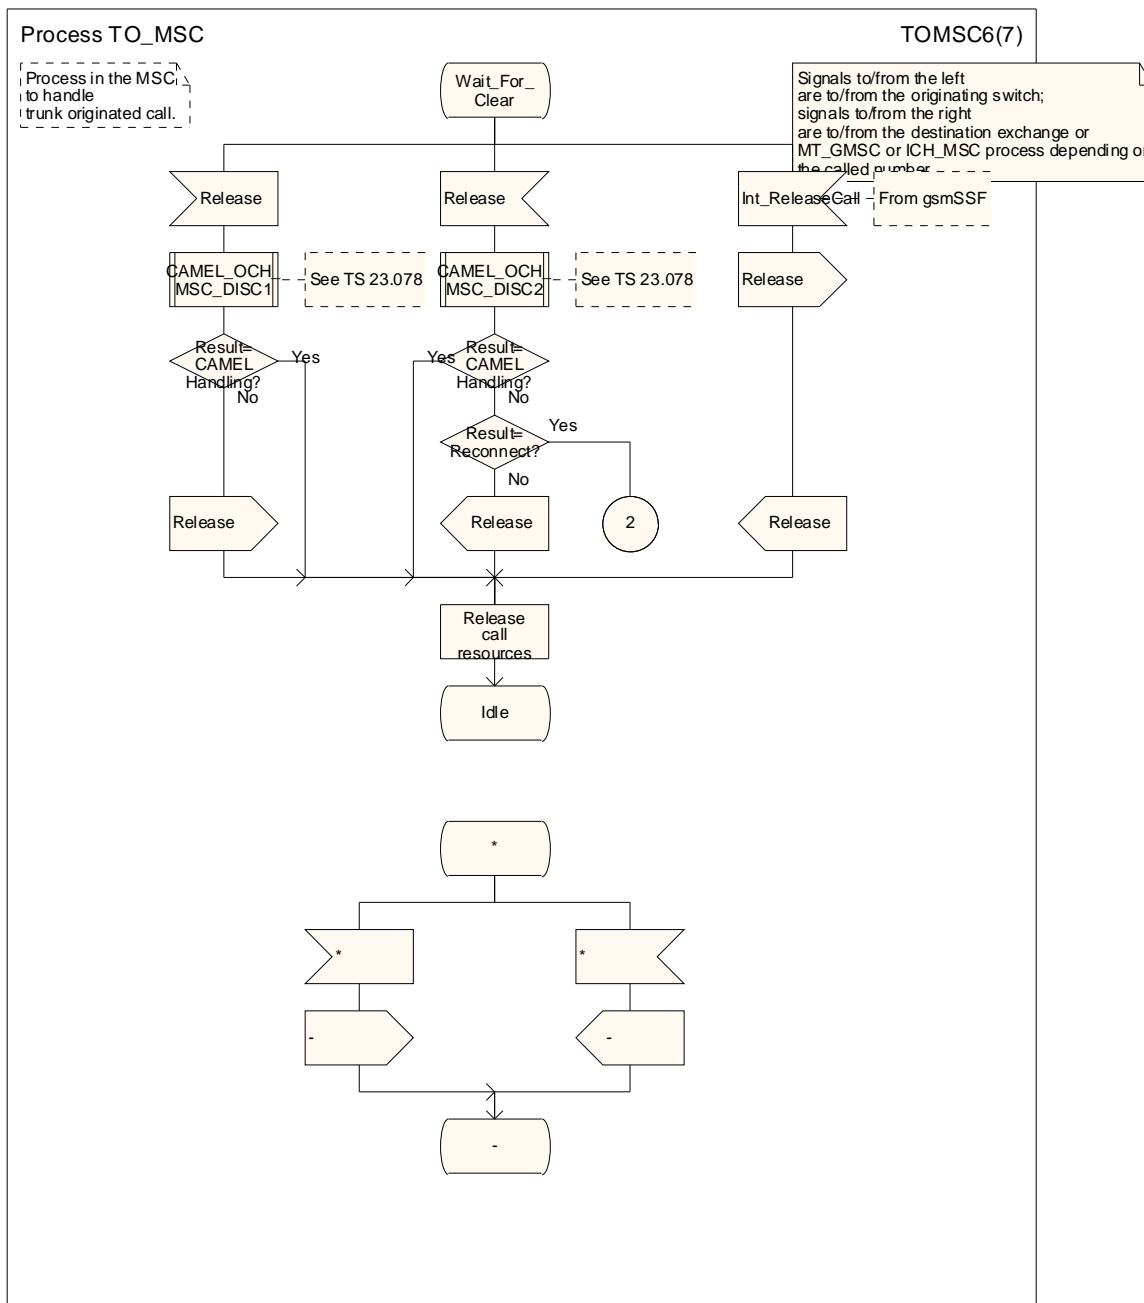 Process TO_MSC
TOMSC6(7)
Process in the MSC
to handle
trunk originated call.
Wait_For_
Clear
Signals to/from the left
are to/from the originating switch;
signals to/from the right
are to/from the destination exchange or
MT_GMSC or ICH_MSC process depending on
the called number
Release
Release
Int_ReleaseCall
From gsmSSF
CAMEL_OCH_
MSC_DISC1
See TS 23.078
CAMEL_OCH_
MSC_DISC2
See TS 23.078
Release
Result=
CAMEL
Handling?
Yes
No
Yes
Result=
CAMEL
Handling?
No
Result=
Reconnect?
Yes
No
Release
Release
2
Release
Release
call
resources
Idle
*
*
*
-
-
-